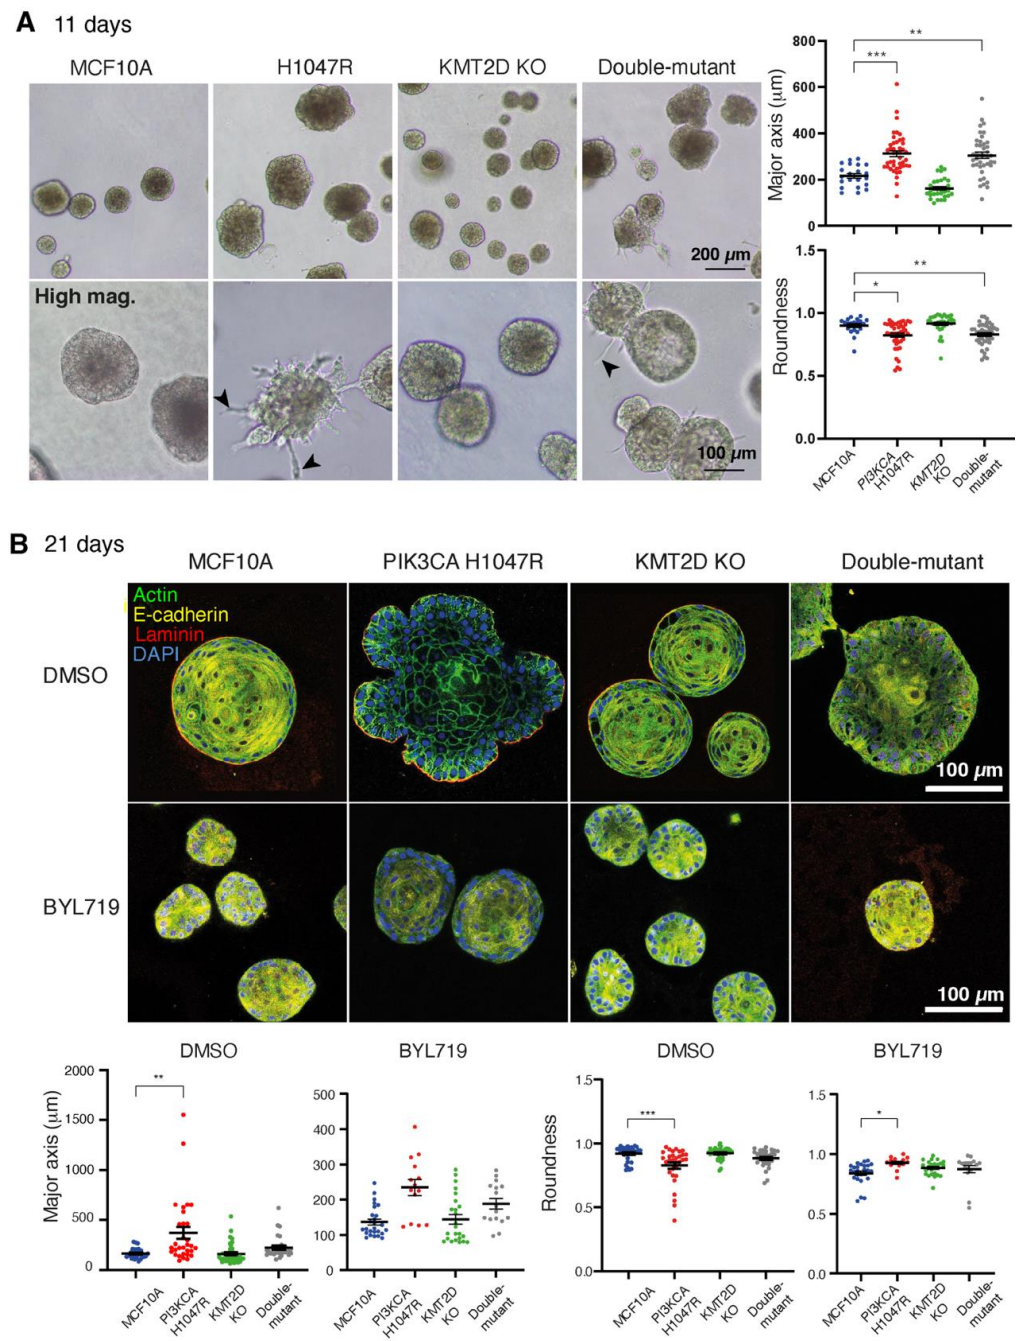 A 11 days
MCF10A
H1047R
KMT2D KO
Double-mutant
200 µm
High mag.
100 µm
800
600
400
200
0
Major axis (µm)
**
***
1.5
1.0
0.5
0.0
Roundness
**
*
MCF10A
PI3KCA
H1047R
KMT2D
KO
Double-
mutant
B 21 days
MCF10A
PIK3CA H1047R
KMT2D KO
Double-mutant
DMSO
Actin
E-cadherin
Laminin
DAPI
100 µm
BYL719
100 µm
DMSO
Major axis (µm)
2000
1500
1000
500
0
**
MCF10A
PI3KCA
H1047R
KMT2D
KO
Double-
mutant
BYL719
500
400
300
200
100
0
MCF10A
PI3KCA
H1047R
KMT2D
KO
Double-
mutant
DMSO
Roundness
1.5
1.0
0.5
0.0
***
MCF10A
PI3KCA
H1047R
KMT2D
KO
Double-
mutant
BYL719
1.5
1.0
0.5
0.0
*
MCF10A
PI3KCA
H1047R
KMT2D
KO
Double-
mutant